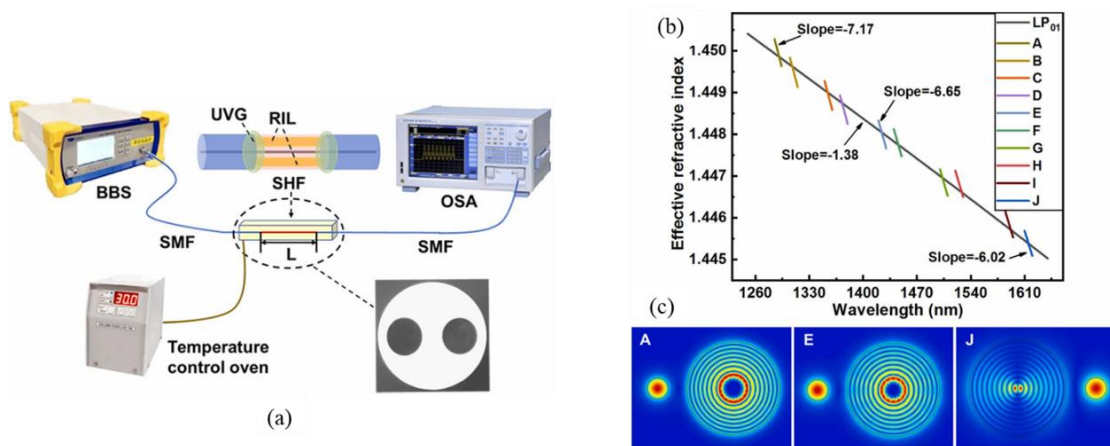 UVG
RIL
BBS
SHF
OSA
SMF
L
SMF
30.0
Temperature
control oven
(a)
(b)
Effective refractive index
1.450
1.449
1.448
1.447
1.446
1.445
Slope=-7.17
Slope=-6.65
Slope=-1.38
Slope=-6.02
LP01
A
B
C
D
E
F
G
H
I
J
1260 1330 1400 1470 1540 1610
Wavelength (nm)
(c)
A
E
J